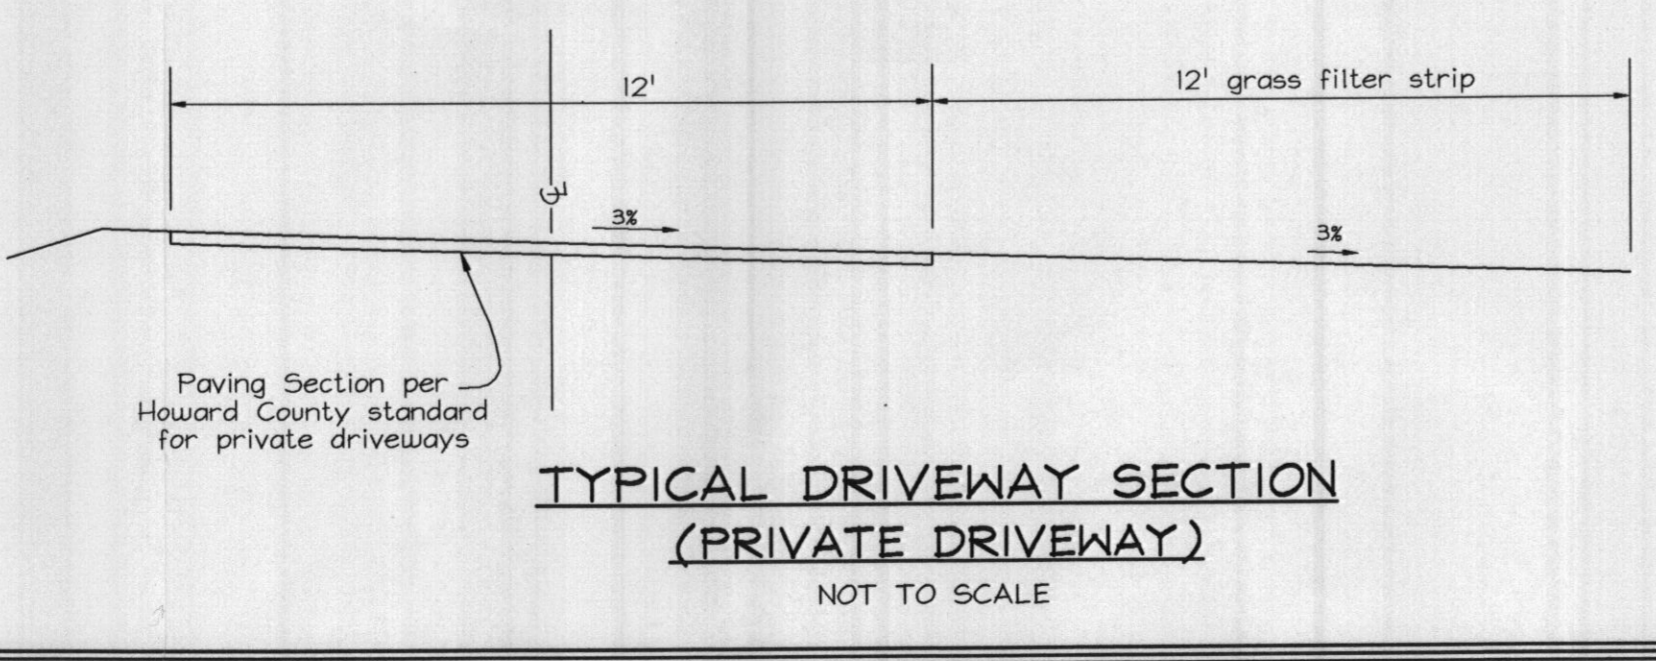 12'
12' grass filter strip
℄
3%
3%
Paving Section per
Howard County standard
for private driveways
TYPICAL DRIVEWAY SECTION
(PRIVATE DRIVEWAY)
NOT TO SCALE